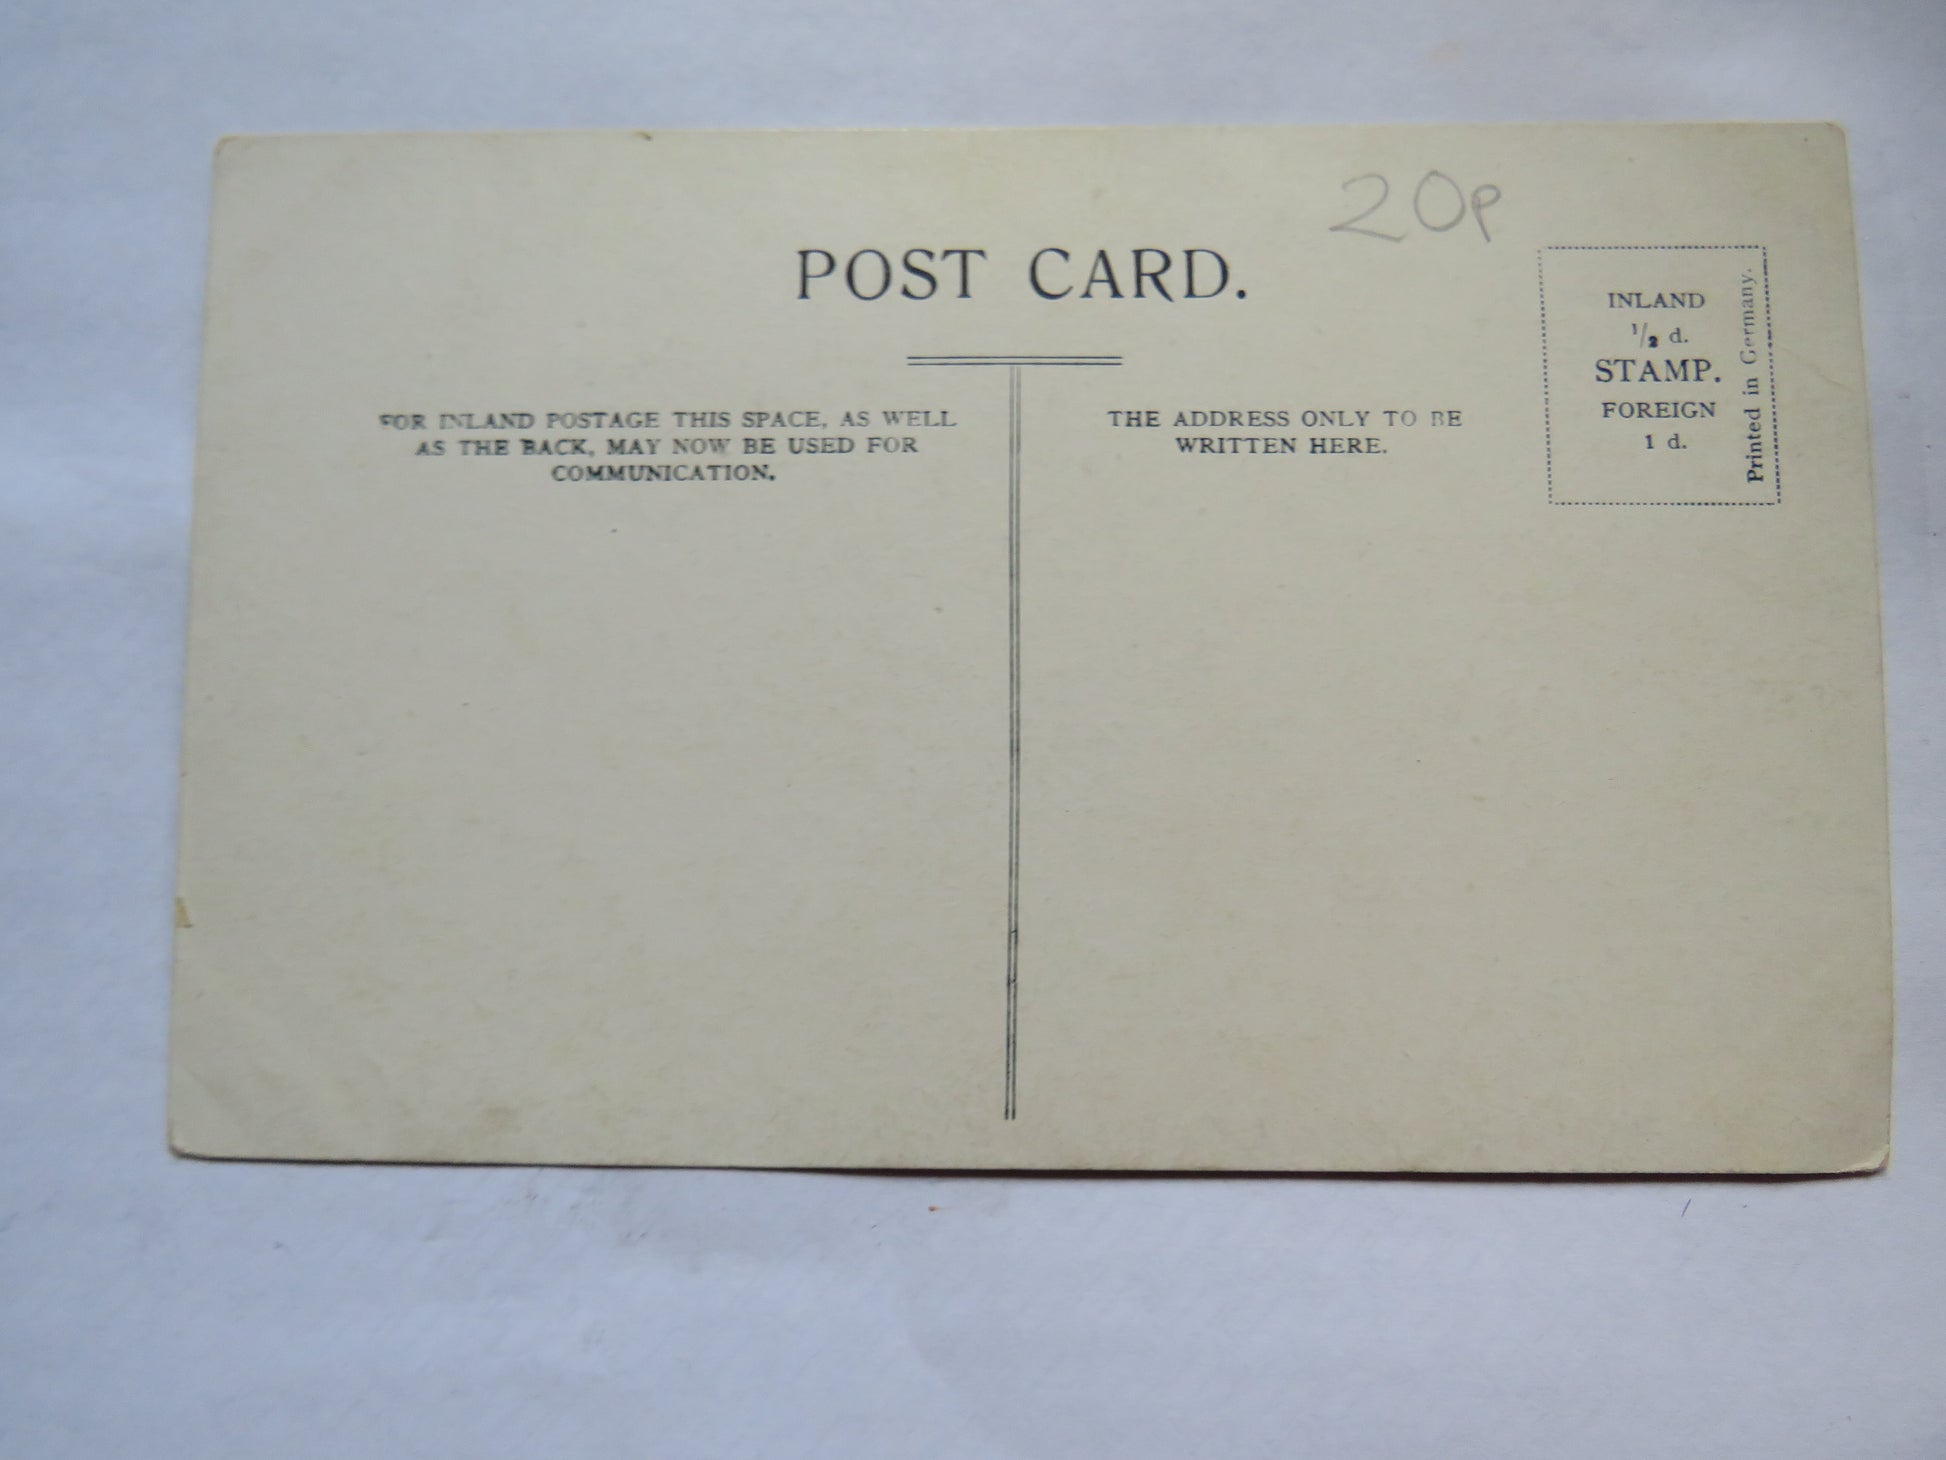 20p
POST CARD.
FOR INLAND POSTAGE THIS SPACE, AS WELL
AS THE BACK, MAY NOW BE USED FOR
COMMUNICATION.
THE ADDRESS ONLY TO BE
WRITTEN HERE.
INLAND
1/2 d.
STAMP.
FOREIGN
1 d.
Printed in Germany.